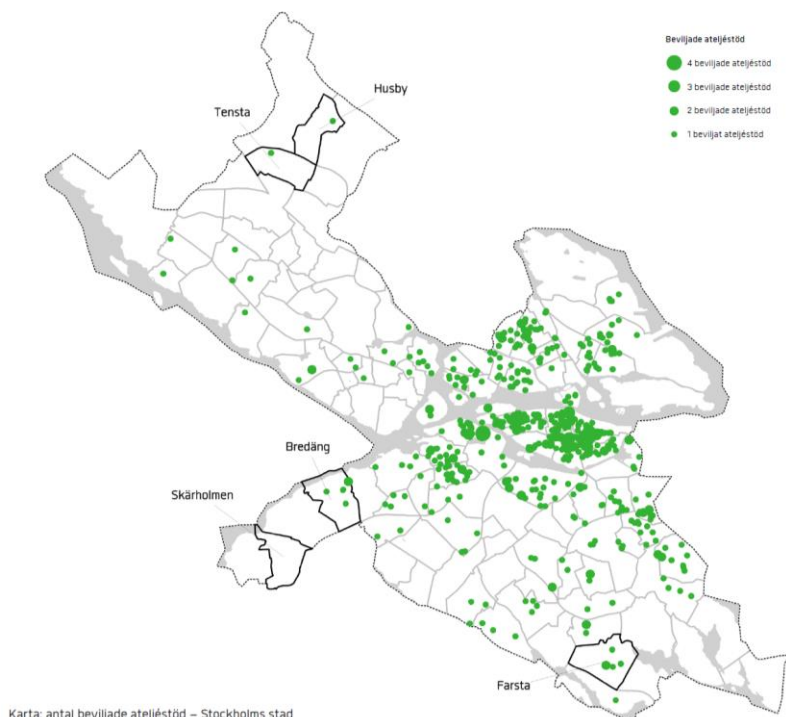 Beviljade ateljéstöd
4 beviljade ateljéstöd
3 beviljade ateljéstöd
2 beviljade ateljéstöd
1 beviljat ateljéstöd
Husby
Tensta
Bredäng
Skärholmen
Farsta
Karta: antal beviljade ateljéstöd – Stockholms stad